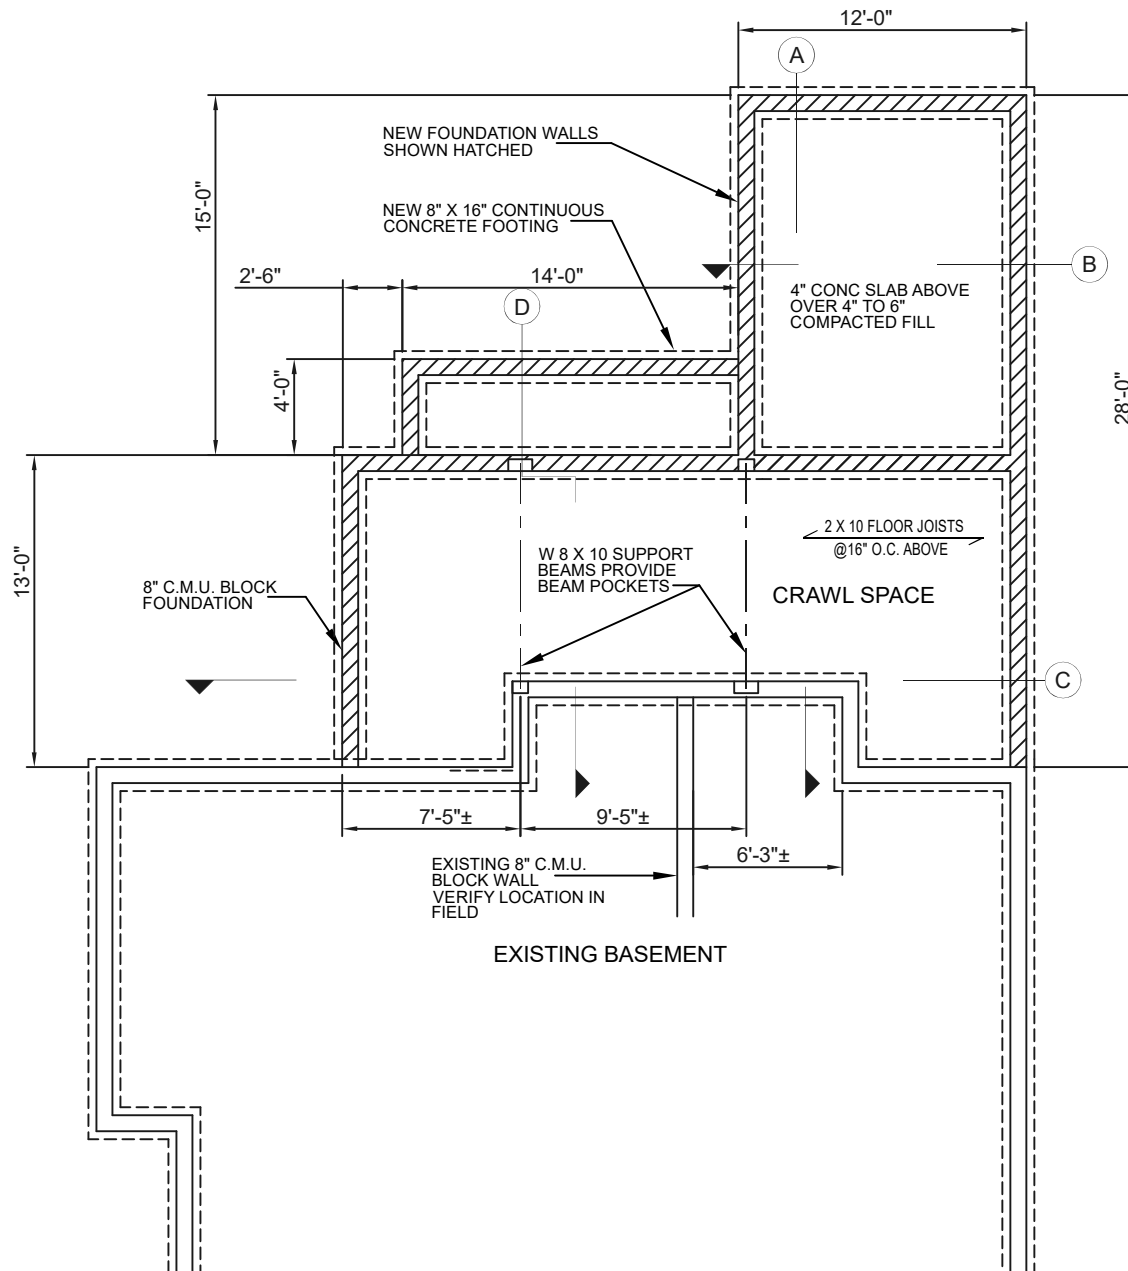 12'-0"
A
NEW FOUNDATION WALLS
SHOWN HATCHED
15'-0"
NEW 8" X 16" CONTINUOUS
CONCRETE FOOTING
2'-6"
14'-0"
B
D
4" CONC SLAB ABOVE
OVER 4" TO 6"
COMPACTED FILL
4'-0"
28'-0"
2 X 10 FLOOR JOISTS
@16" O.C. ABOVE
13'-0"
W 8 X 10 SUPPORT
BEAMS PROVIDE
BEAM POCKETS
8" C.M.U. BLOCK
FOUNDATION
CRAWL SPACE
C
7'-5"±
9'-5"±
6'-3"±
EXISTING 8" C.M.U.
BLOCK WALL
VERIFY LOCATION IN
FIELD
EXISTING BASEMENT